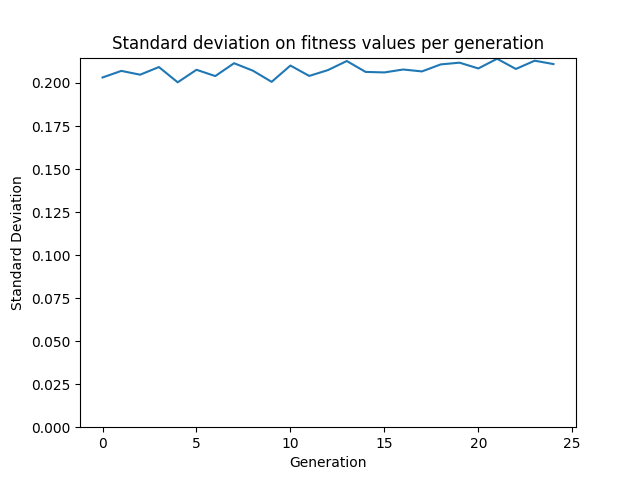 Standard deviation on fitness values per generation
0.200
0.175
0.150
0.125
0.100
0.075
0.050
0.025
0.000
Standard Deviation
0 5 10 15 20 25
Generation